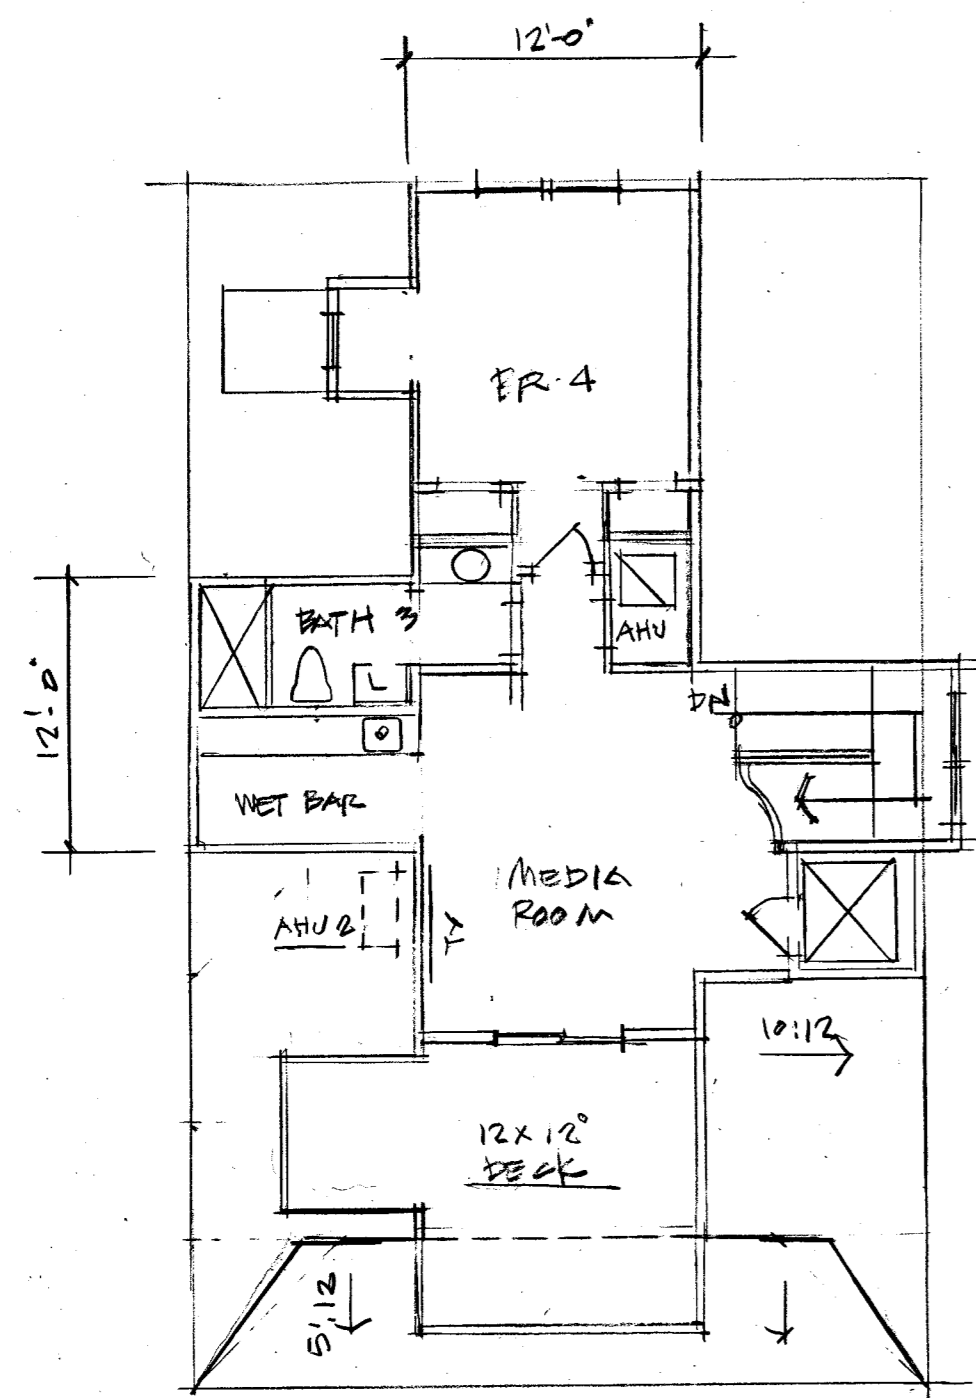 12'-0"
BR. 4
BATH 3
AHU
L
12'-0"
DN
WET BAR
MEDIA
ROOM
AHU 2
TV
10:12
12 x 12°
DECK
5:12